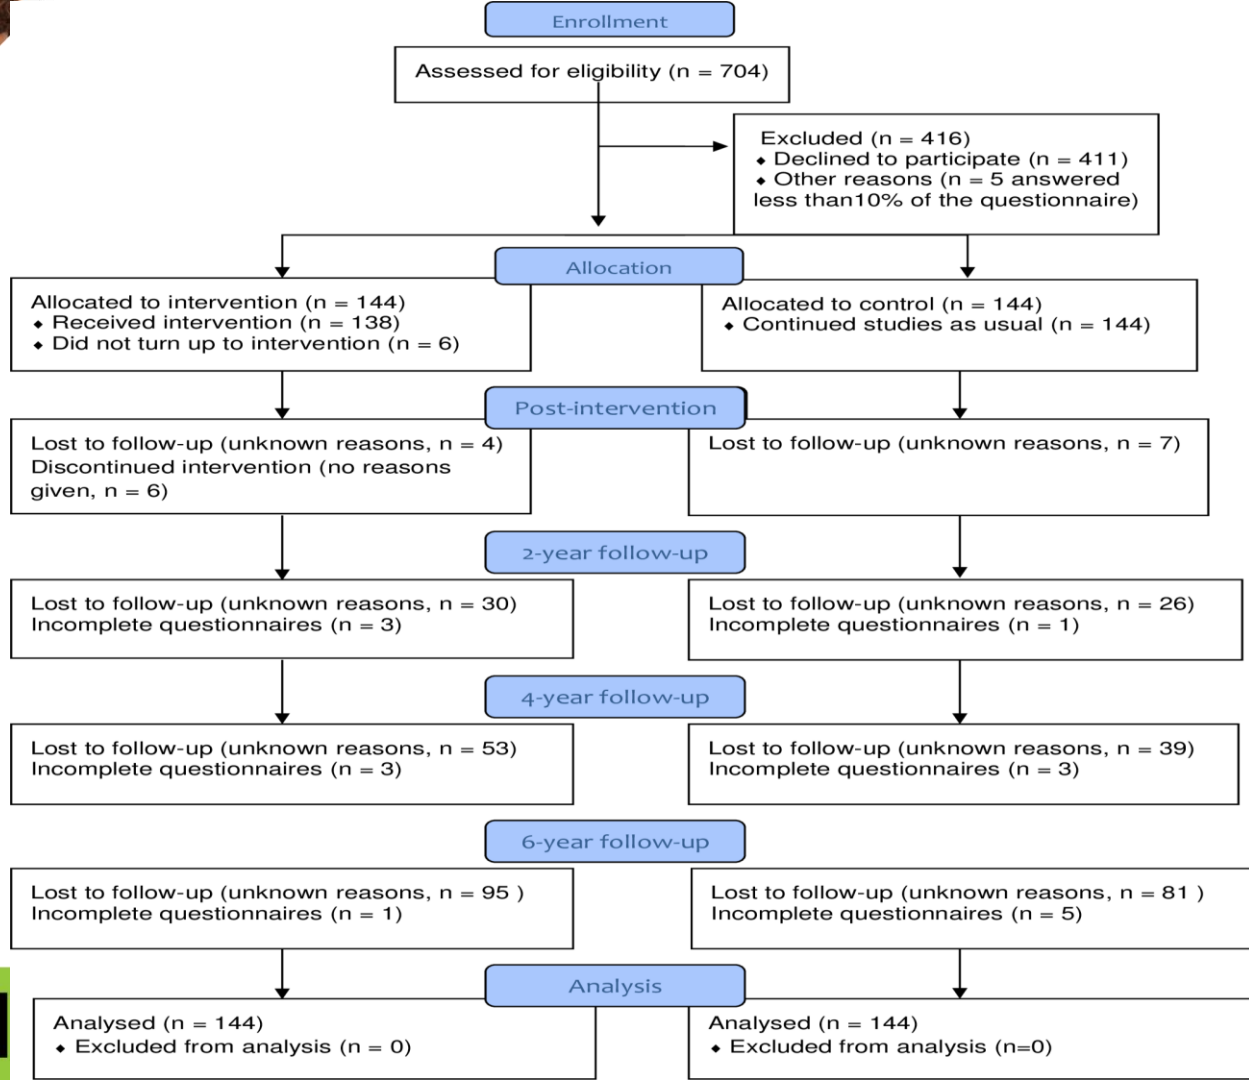 Enrollment
Assessed for eligibility (n = 704)
Excluded (n = 416)
⬥ Declined to participate (n = 411)
⬥ Other reasons (n = 5 answered
less than10% of the questionnaire)
Allocation
Allocated to intervention (n = 144)
⬥ Received intervention (n = 138)
⬥ Did not turn up to intervention (n = 6)
Allocated to control (n = 144)
⬥ Continued studies as usual (n = 144)
Post-intervention
Lost to follow-up (unknown reasons, n = 4)
Discontinued intervention (no reasons
given, n = 6)
Lost to follow-up (unknown reasons, n = 7)
2-year follow-up
Lost to follow-up (unknown reasons, n = 30)
Incomplete questionnaires (n = 3)
Lost to follow-up (unknown reasons, n = 26)
Incomplete questionnaires (n = 1)
4-year follow-up
Lost to follow-up (unknown reasons, n = 53)
Incomplete questionnaires (n = 3)
Lost to follow-up (unknown reasons, n = 39)
Incomplete questionnaires (n = 3)
6-year follow-up
Lost to follow-up (unknown reasons, n = 95 )
Incomplete questionnaires (n = 1)
Lost to follow-up (unknown reasons, n = 81 )
Incomplete questionnaires (n = 5)
Analysis
Analysed (n = 144)
⬥ Excluded from analysis (n = 0)
Analysed (n = 144)
⬥ Excluded from analysis (n=0)